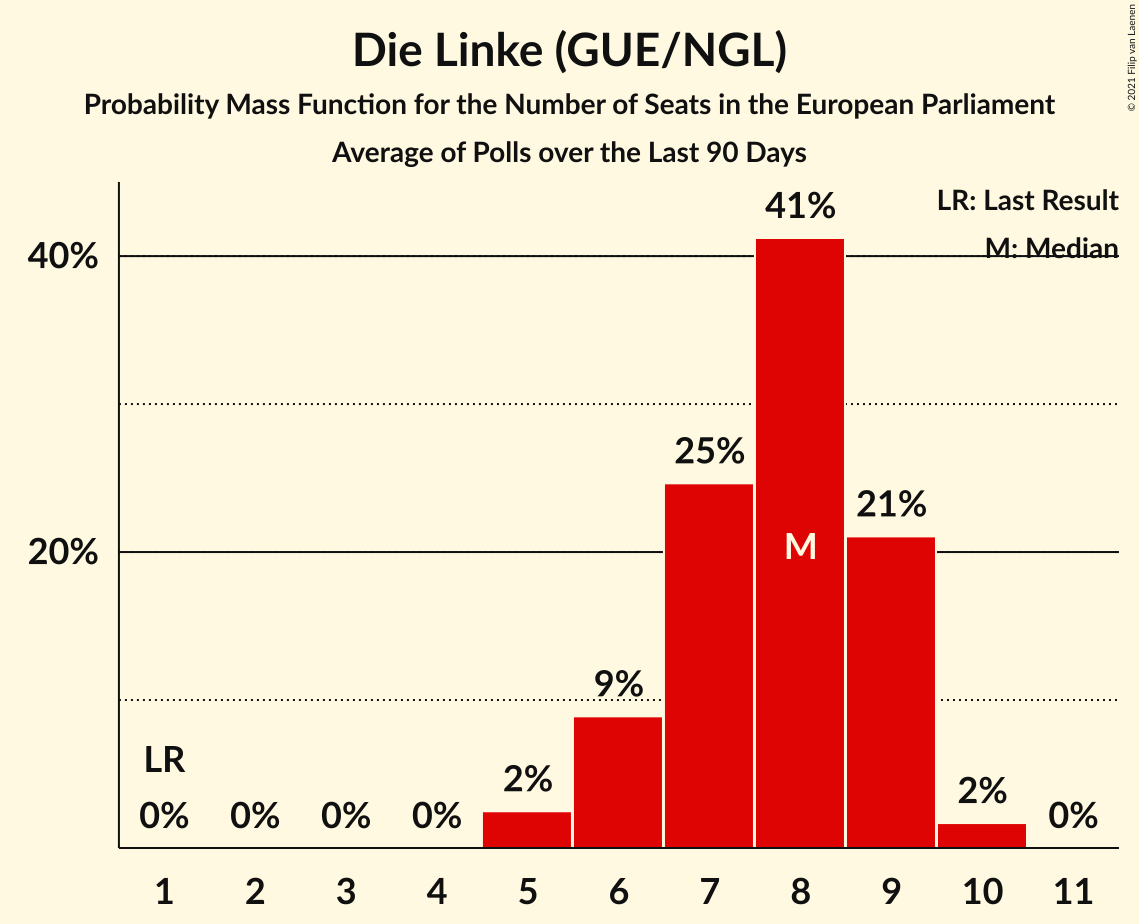 Die Linke (GUE/NGL)
Probability Mass Function for the Number of Seats in the European Parliament
Average of Polls over the Last 90 Days
© 2021 Filip van Laenen
LR: Last Result
M: Median
40%
20%
LR
0%
0%
0%
0%
2%
9%
25%
41%
M
21%
2%
0%
1 2 3 4 5 6 7 8 9 10 11